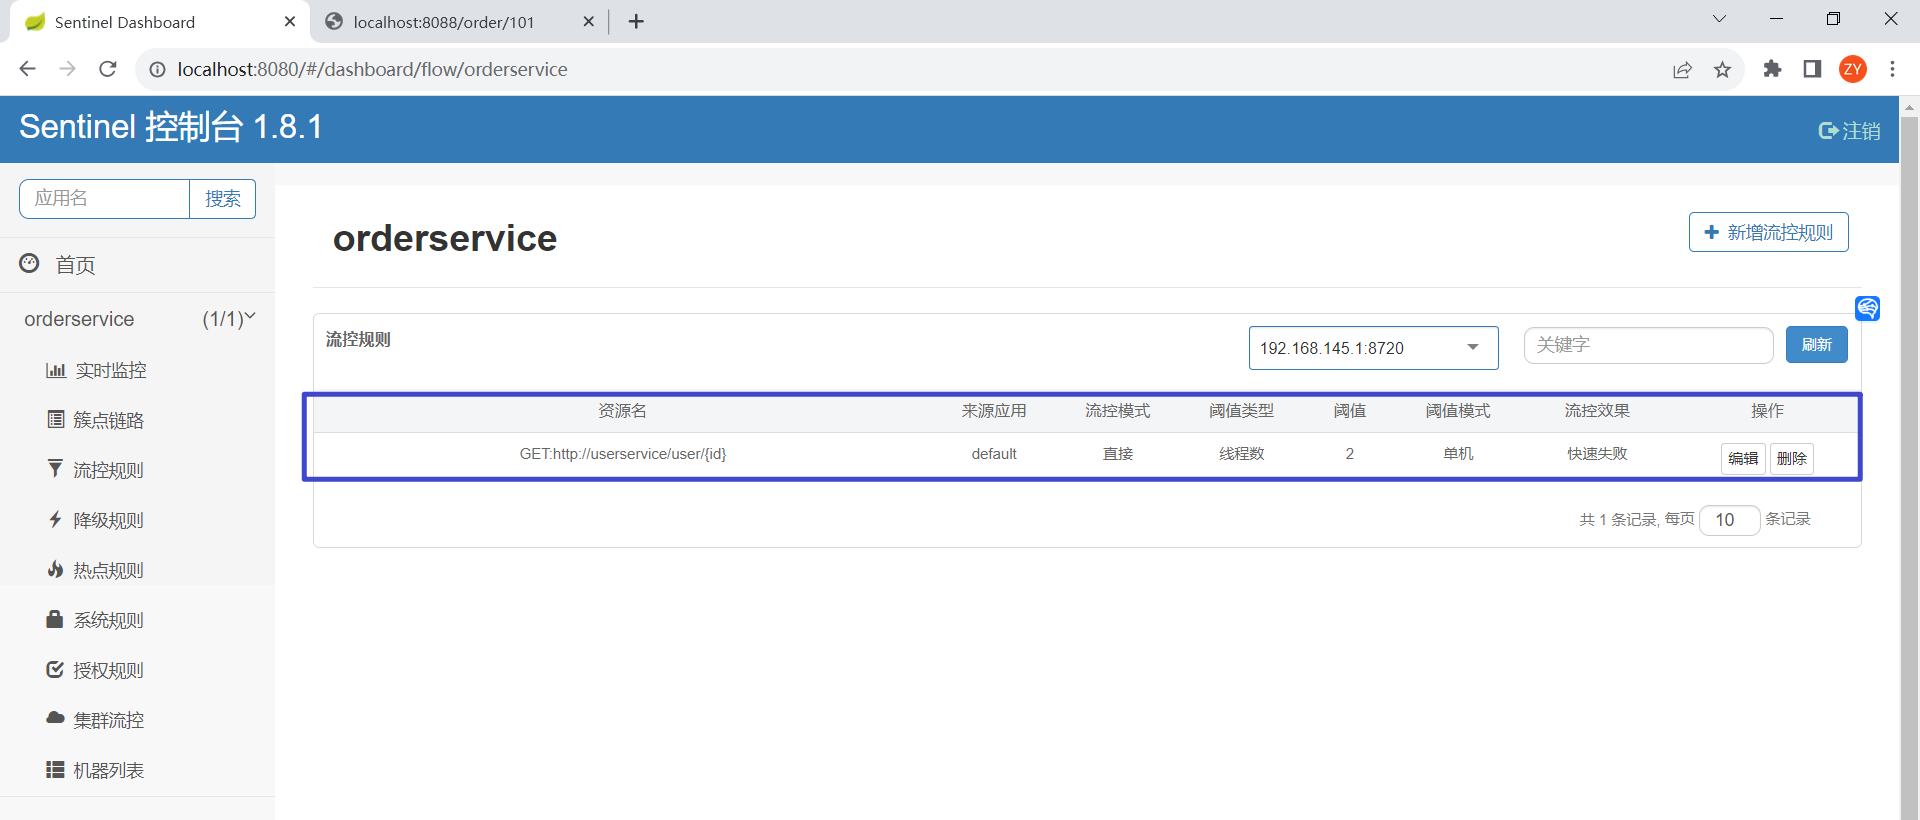 Sentinel Dashboard
localhost:8088/order/101
localhost:8080/#/dashboard/flow/orderservice
ZY
Sentinel 控制台 1.8.1
注销
应用名
搜索
首页
orderservice (1/1)
实时监控
簇点链路
流控规则
降级规则
热点规则
系统规则
授权规则
集群流控
机器列表
orderservice
新增流控规则
流控规则
192.168.145.1:8720
关键字
刷新
资源名 来源应用 流控模式 阈值类型 阈值 阈值模式 流控效果 操作
GET:http://userservice/user/{id} default 直接 线程数 2 单机 快速失败 编辑 删除
共 1 条记录, 每页 10 条记录